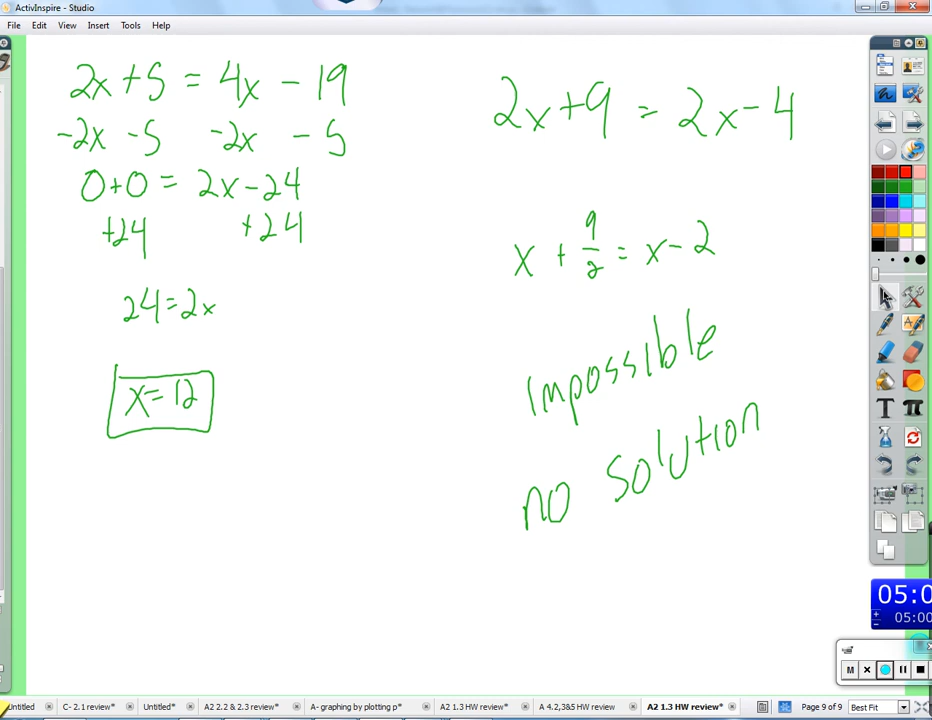 ActivInspire - Studio
File Edit View Insert Tools Help
2x + 5 = 4x - 19
-2x -5 -2x - 5
0+0 = 2x - 24
+24 +24
24 = 2x
x = 12
2x + 9 = 2x - 4
x + 9/2 = x - 2
Impossible
no solution
05:0
05:00
M
Untitled C- 2.1 review* Untitled* A2 2.2 & 2.3 review* A- graphing by plotting p* A2 1.3 HW review* A 4.2,3&5 HW review A2 1.3 HW review* Page 9 of 9 Best Fit